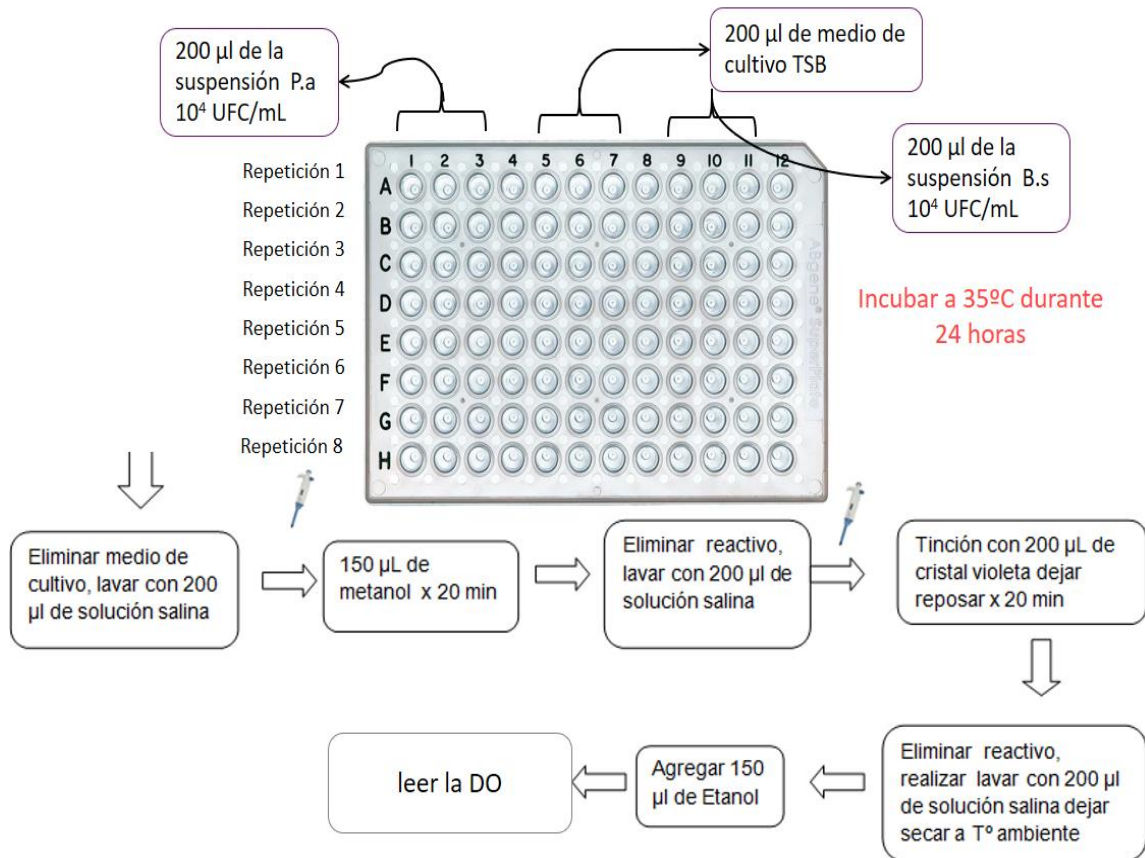 200 µl de la
suspensión P.a
10⁴ UFC/mL
200 µl de medio de
cultivo TSB
200 µl de la
suspensión B.s
10⁴ UFC/mL
1 2 3 4 5 6 7 8 9 10 11 12
Repetición 1
A
Repetición 2
B
Repetición 3
C
Repetición 4
D
Repetición 5
E
Repetición 6
F
Repetición 7
G
Repetición 8
H
ABgene® SuperPlate
Incubar a 35ºC durante
24 horas
Eliminar medio de
cultivo, lavar con 200
µl de solución salina
150 µL de
metanol x 20 min
Eliminar reactivo,
lavar con 200 µl de
solución salina
Tinción con 200 µL de
cristal violeta dejar
reposar x 20 min
Eliminar reactivo,
realizar lavar con 200 µl
de solución salina dejar
secar a Tº ambiente
Agregar 150
µl de Etanol
leer la DO